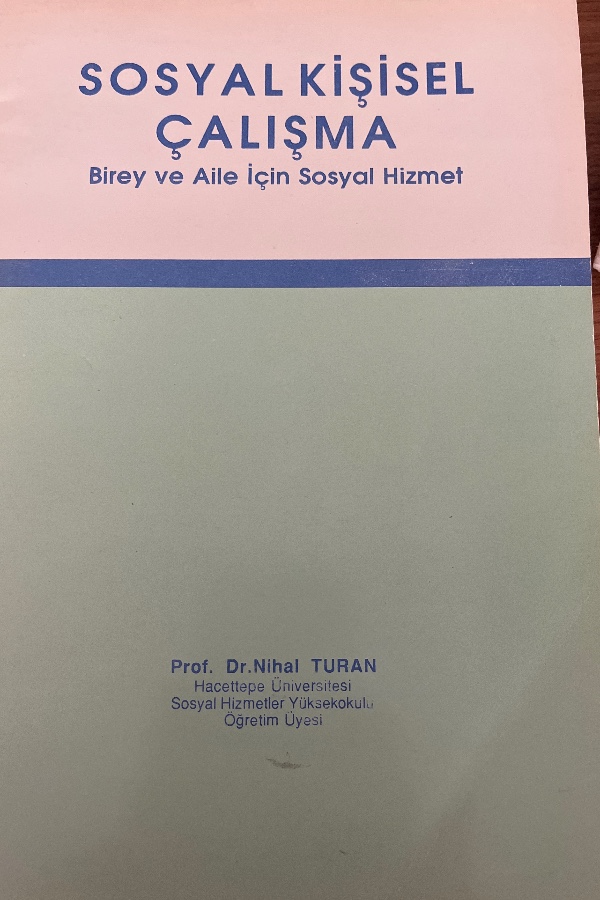 SOSYAL KİŞİSEL
ÇALIŞMA
Birey ve Aile İçin Sosyal Hizmet
Prof. Dr.Nihal TURAN
Hacettepe Üniversitesi
Sosyal Hizmetler Yüksekokulu
Öğretim Üyesi